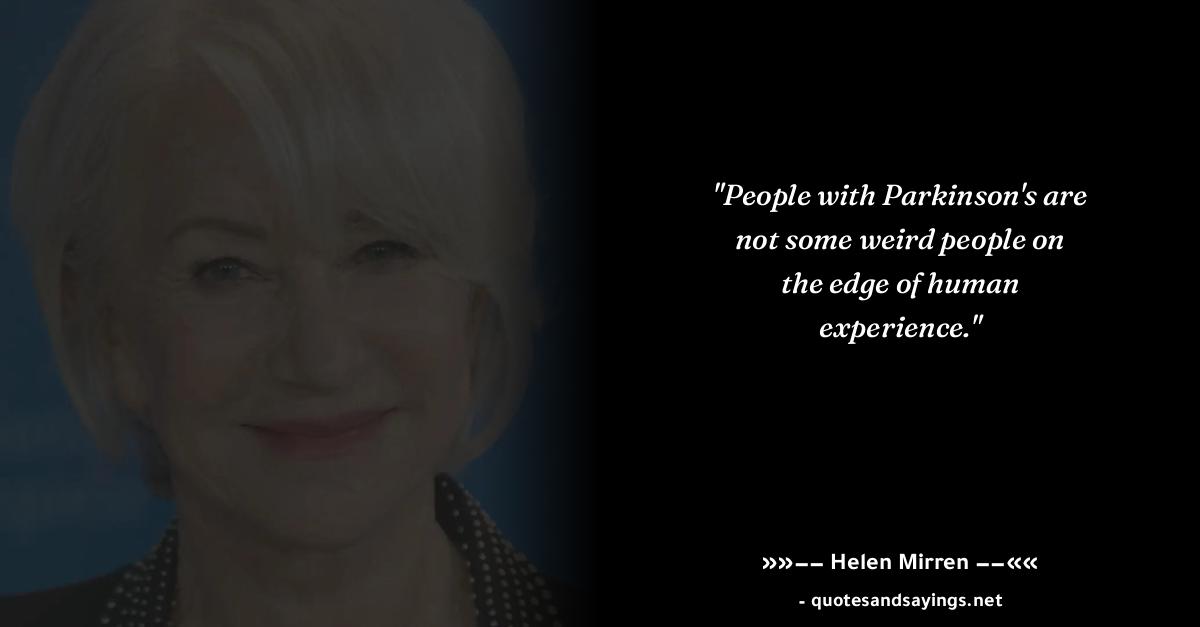 "People with Parkinson's are
not some weird people on
the edge of human
experience."
»»–– Helen Mirren ––««
- quotesandsayings.net